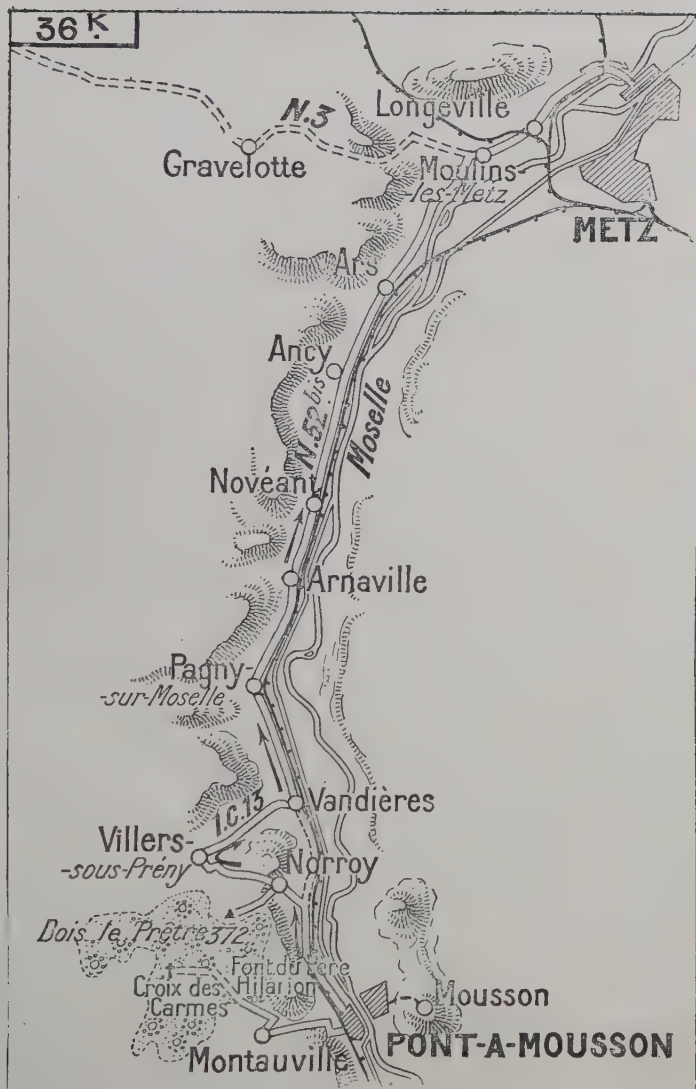 36 K.
N.3
Longeville
Gravelotte
Moulins-
-les-Metz
METZ
Ars
Ancy
N.52 bis
Moselle
Novéant
Arnaville
Pagny-
-sur-Moselle
Vandières
I.C.13
Villers-
-sous-Prény
Norroy
Bois le Prêtre 372
Font. du Père
Hilarion
Croix des
Carmes
Mousson
Montauville
PONT-A-MOUSSON